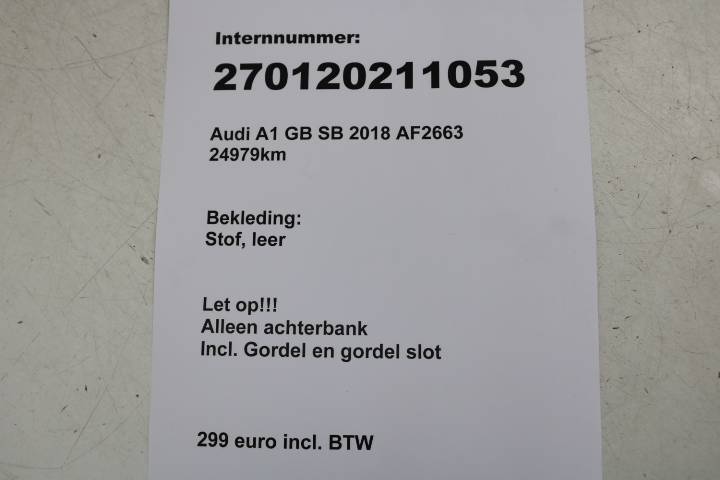 Internnummer:
270120211053
Audi A1 GB SB 2018 AF2663
24979km
Bekleding:
Stof, leer
Let op!!!
Alleen achterbank
Incl. Gordel en gordel slot
299 euro incl. BTW